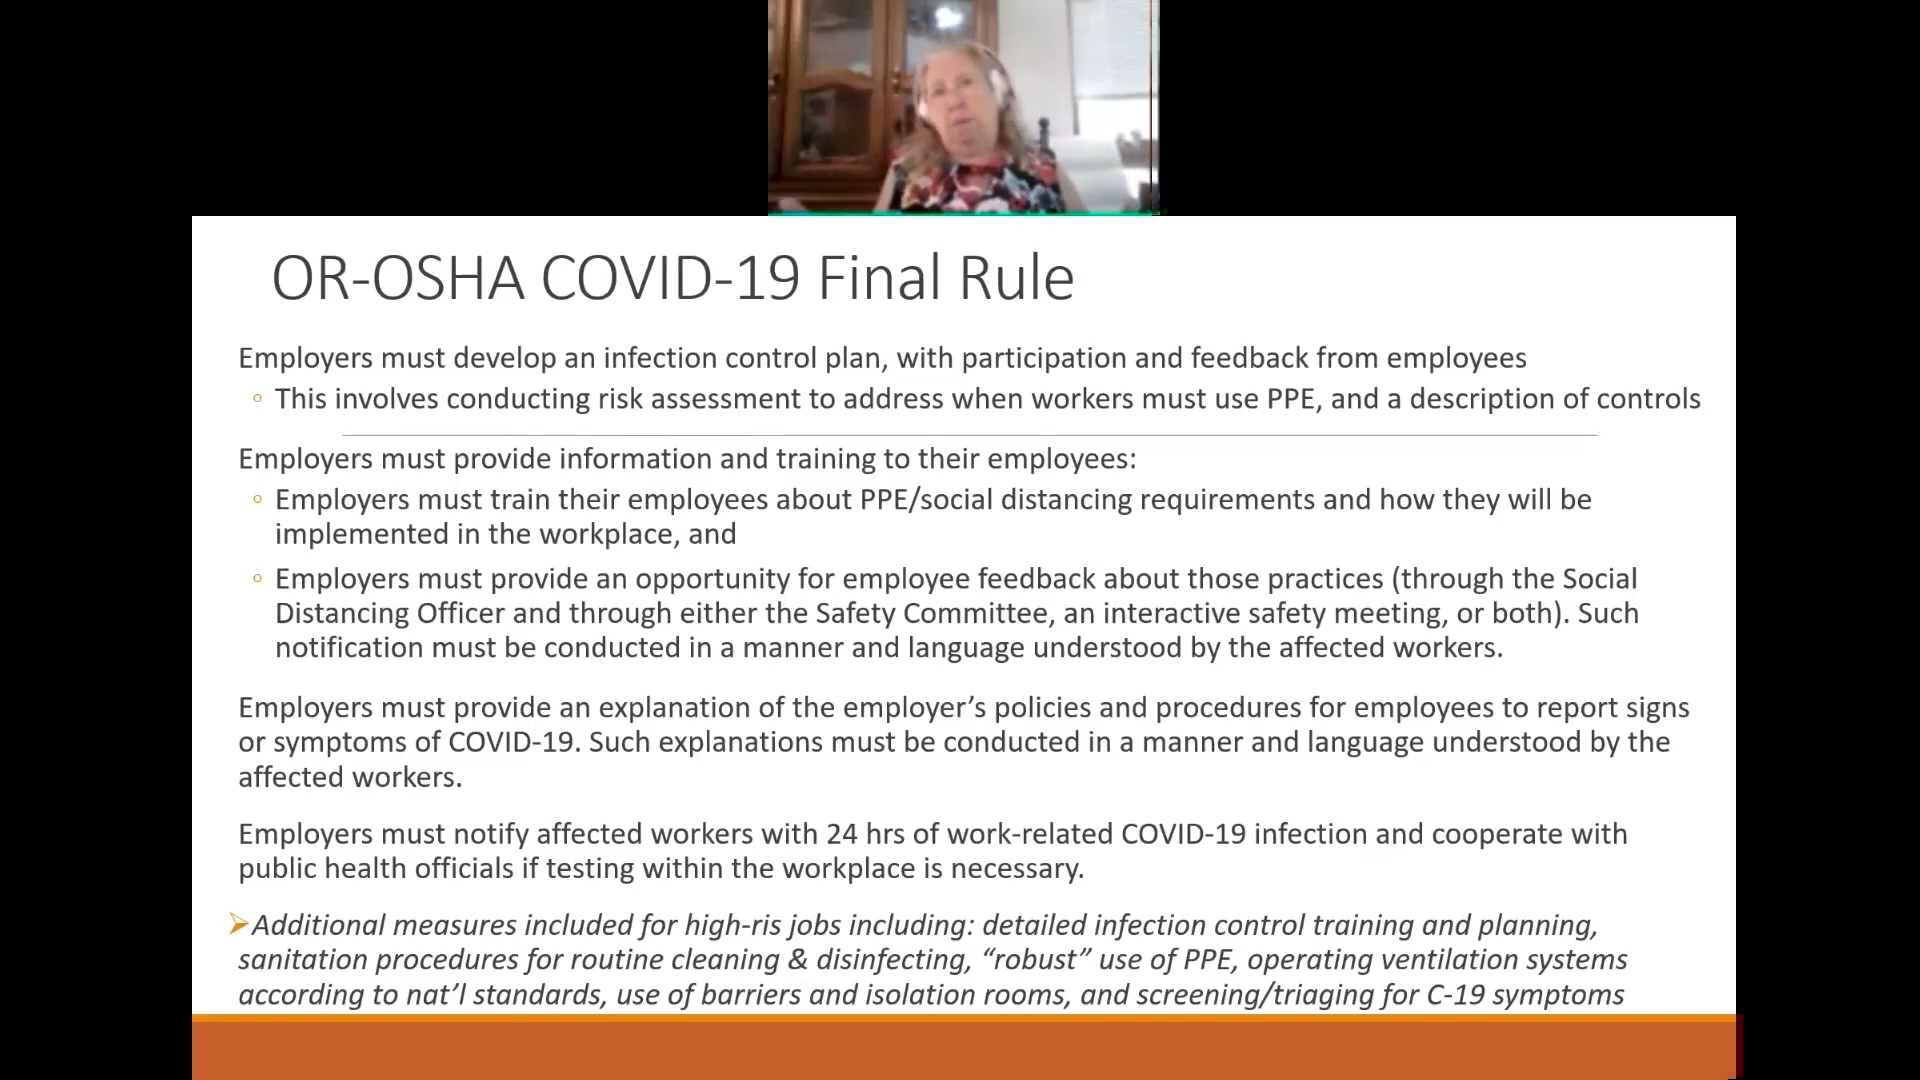 OR-OSHA COVID-19 Final Rule
Employers must develop an infection control plan, with participation and feedback from employees
◦ This involves conducting risk assessment to address when workers must use PPE, and a description of controls
Employers must provide information and training to their employees:
◦ Employers must train their employees about PPE/social distancing requirements and how they will be
implemented in the workplace, and
◦ Employers must provide an opportunity for employee feedback about those practices (through the Social
Distancing Officer and through either the Safety Committee, an interactive safety meeting, or both). Such
notification must be conducted in a manner and language understood by the affected workers.
Employers must provide an explanation of the employer’s policies and procedures for employees to report signs
or symptoms of COVID-19. Such explanations must be conducted in a manner and language understood by the
affected workers.
Employers must notify affected workers with 24 hrs of work-related COVID-19 infection and cooperate with
public health officials if testing within the workplace is necessary.
➢Additional measures included for high-ris jobs including: detailed infection control training and planning,
sanitation procedures for routine cleaning & disinfecting, “robust” use of PPE, operating ventilation systems
according to nat’l standards, use of barriers and isolation rooms, and screening/triaging for C-19 symptoms